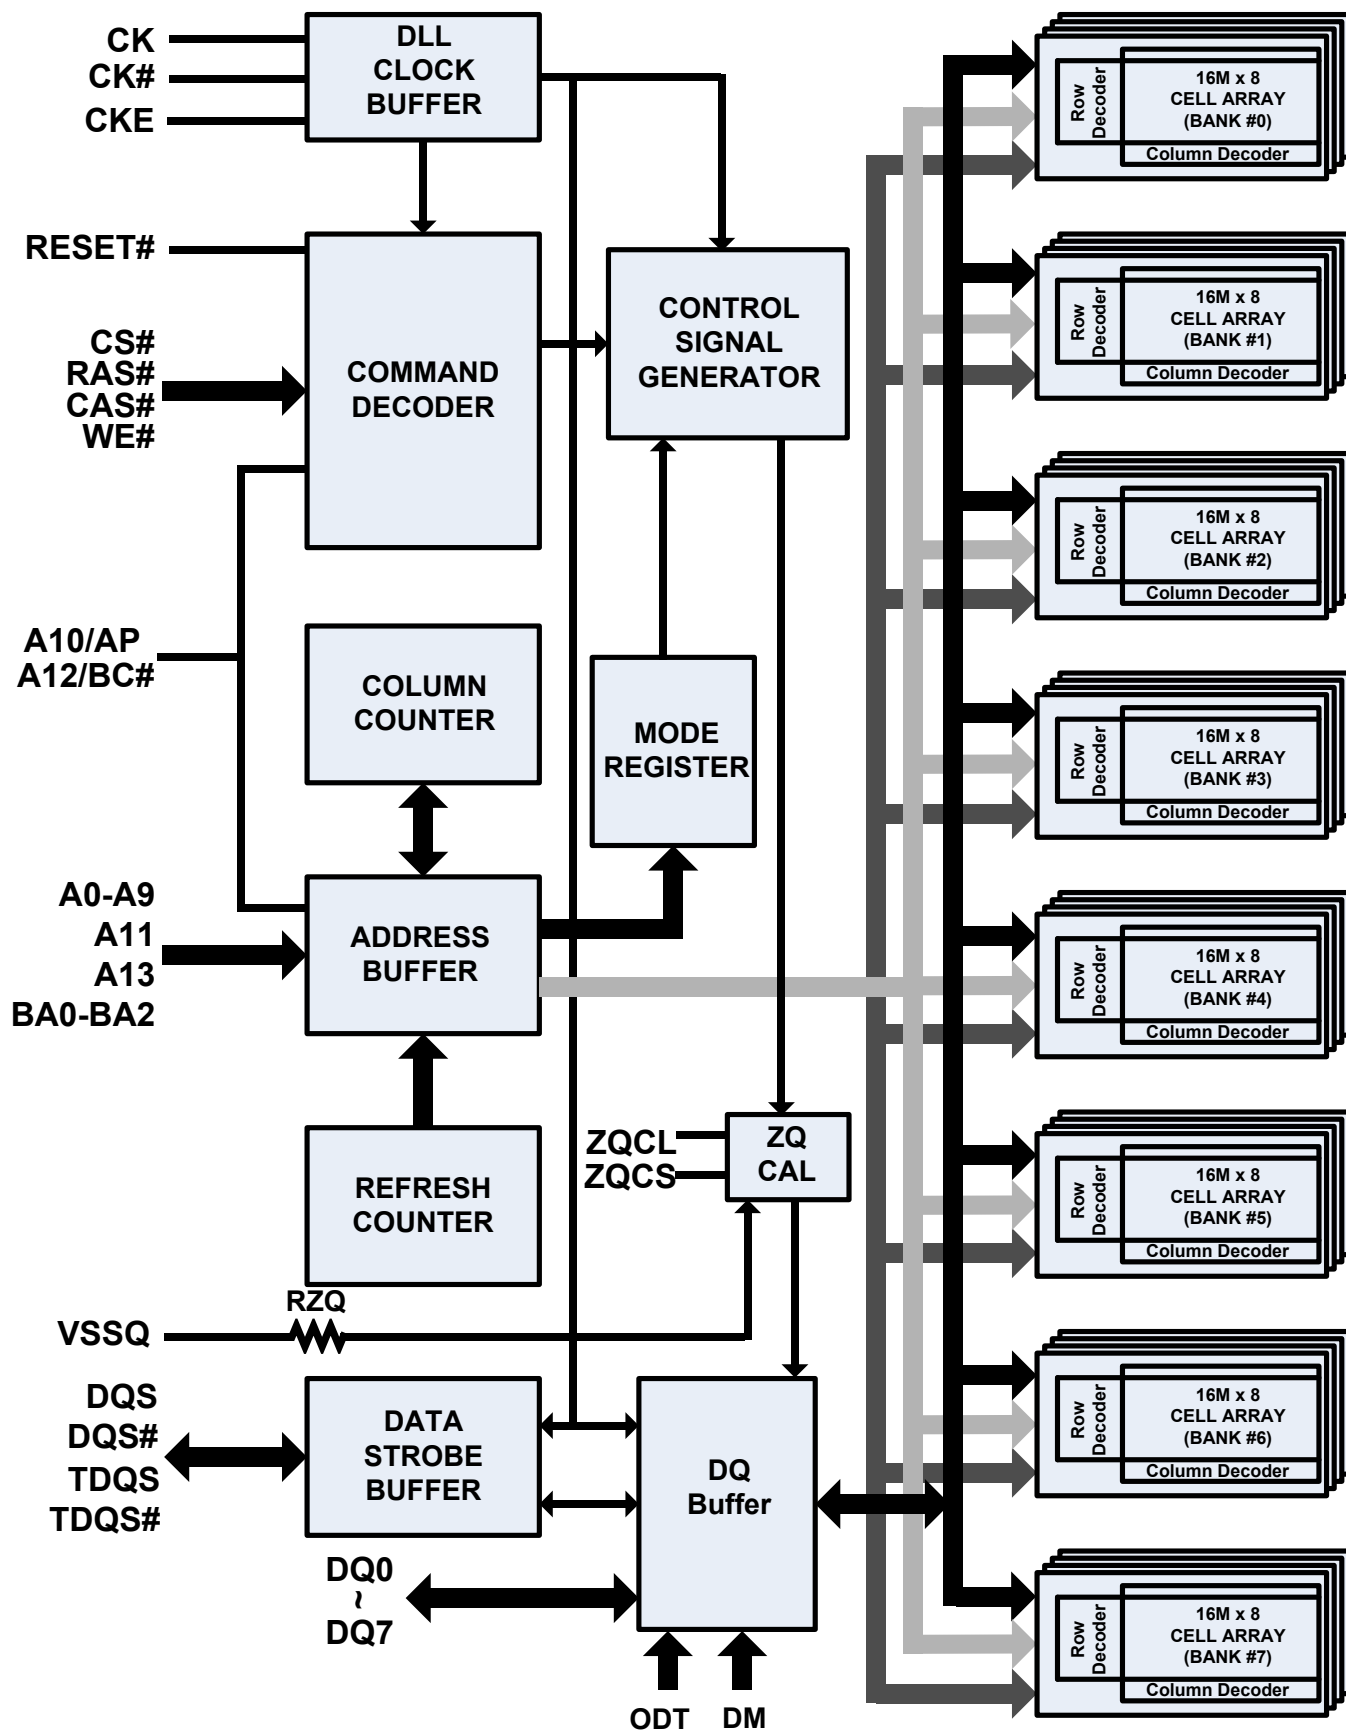 CK
CK#
CKE
DLL
CLOCK
BUFFER
RESET#
CS#
RAS#
CAS#
WE#
COMMAND
DECODER
CONTROL
SIGNAL
GENERATOR
A10/AP
A12/BC#
COLUMN
COUNTER
MODE
REGISTER
A0-A9
A11
A13
BA0-BA2
ADDRESS
BUFFER
REFRESH
COUNTER
ZQCL
ZQCS
ZQ
CAL
RZQ
VSSQ
DQS
DQS#
TDQS
TDQS#
DATA
STROBE
BUFFER
DQ
Buffer
DQ0
~
DQ7
ODT
DM
Row
Decoder
16M x 8
CELL ARRAY
(BANK #0)
Column Decoder
Row
Decoder
16M x 8
CELL ARRAY
(BANK #1)
Column Decoder
Row
Decoder
16M x 8
CELL ARRAY
(BANK #2)
Column Decoder
Row
Decoder
16M x 8
CELL ARRAY
(BANK #3)
Column Decoder
Row
Decoder
16M x 8
CELL ARRAY
(BANK #4)
Column Decoder
Row
Decoder
16M x 8
CELL ARRAY
(BANK #5)
Column Decoder
Row
Decoder
16M x 8
CELL ARRAY
(BANK #6)
Column Decoder
Row
Decoder
16M x 8
CELL ARRAY
(BANK #7)
Column Decoder